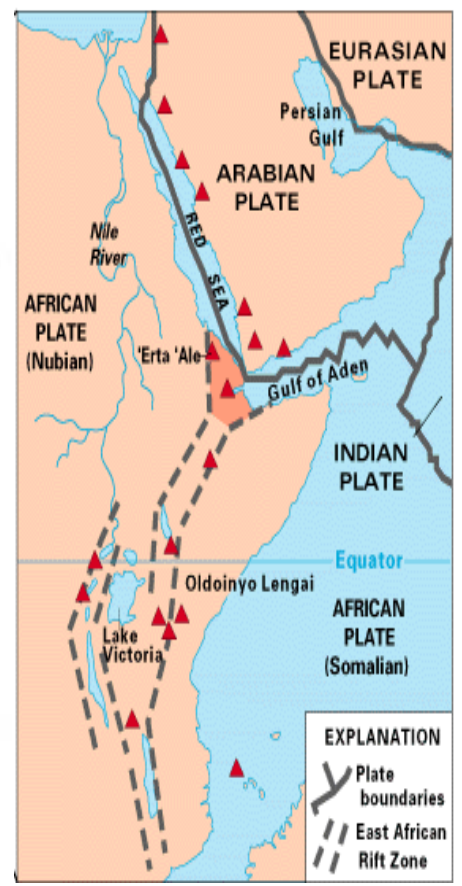 EURASIAN
PLATE
Persian
Gulf
ARABIAN
PLATE
RED
SEA
Nile
River
AFRICAN
PLATE
(Nubian)
'Erta 'Ale
Gulf of Aden
INDIAN
PLATE
Equator
Oldoinyo Lengai
AFRICAN
PLATE
(Somalian)
Lake
Victoria
EXPLANATION
Plate
boundaries
East African
Rift Zone